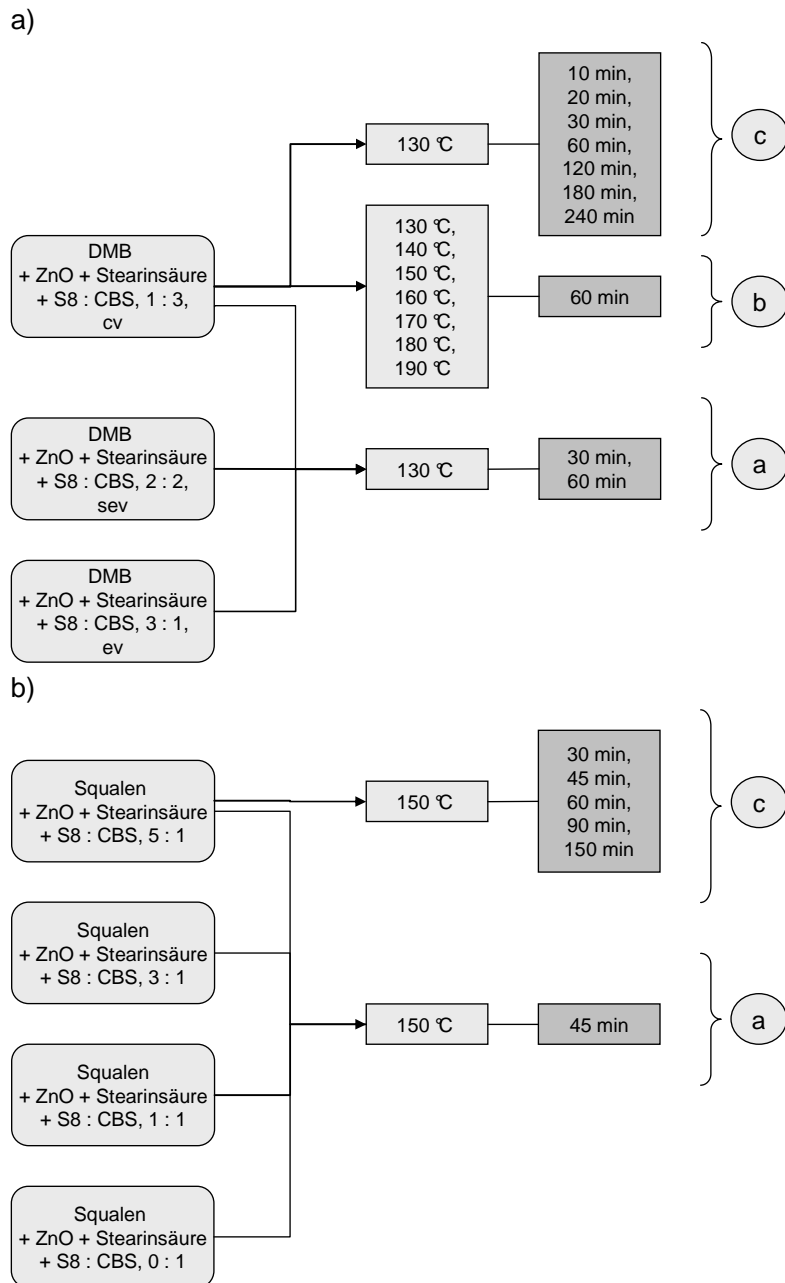 a)
10 min,
20 min,
30 min,
60 min,
120 min,
180 min,
240 min
130 °C
c
DMB
+ ZnO + Stearinsäure
+ S8 : CBS, 1 : 3,
cv
130 °C,
140 °C,
150 °C,
160 °C,
170 °C,
180 °C,
190 °C
60 min
b
DMB
+ ZnO + Stearinsäure
+ S8 : CBS, 2 : 2,
sev
130 °C
30 min,
60 min
a
DMB
+ ZnO + Stearinsäure
+ S8 : CBS, 3 : 1,
ev
b)
Squalen
+ ZnO + Stearinsäure
+ S8 : CBS, 5 : 1
150 °C
30 min,
45 min,
60 min,
90 min,
150 min
c
Squalen
+ ZnO + Stearinsäure
+ S8 : CBS, 3 : 1
150 °C
45 min
a
Squalen
+ ZnO + Stearinsäure
+ S8 : CBS, 1 : 1
Squalen
+ ZnO + Stearinsäure
+ S8 : CBS, 0 : 1